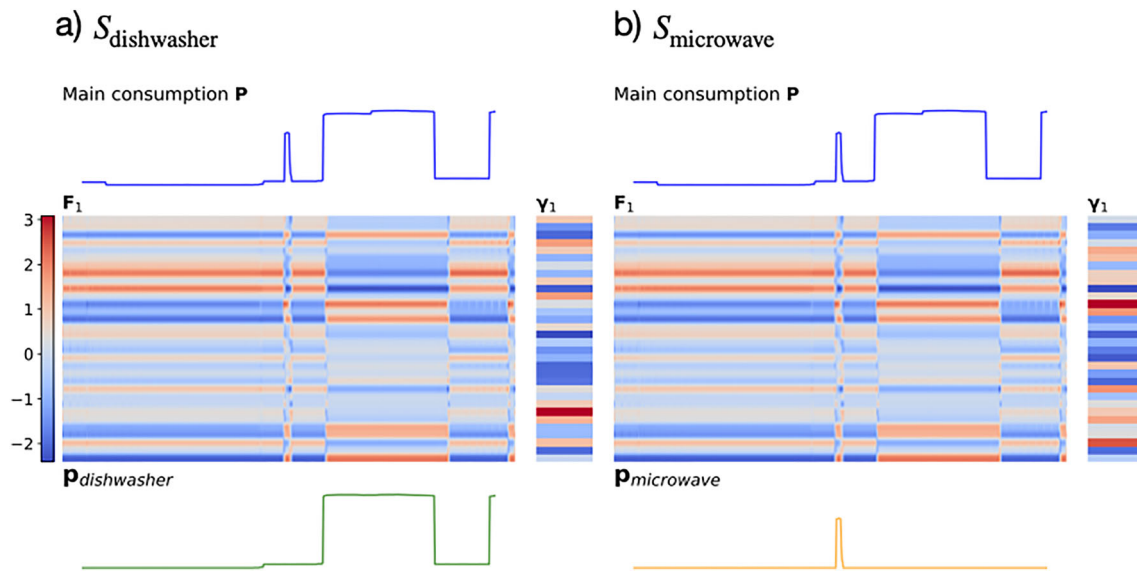 a) S_dishwasher
b) S_microwave
Main consumption P
Main consumption P
F₁
γ₁
F₁
γ₁
3
2
1
0
−1
−2
p_dishwasher
p_microwave